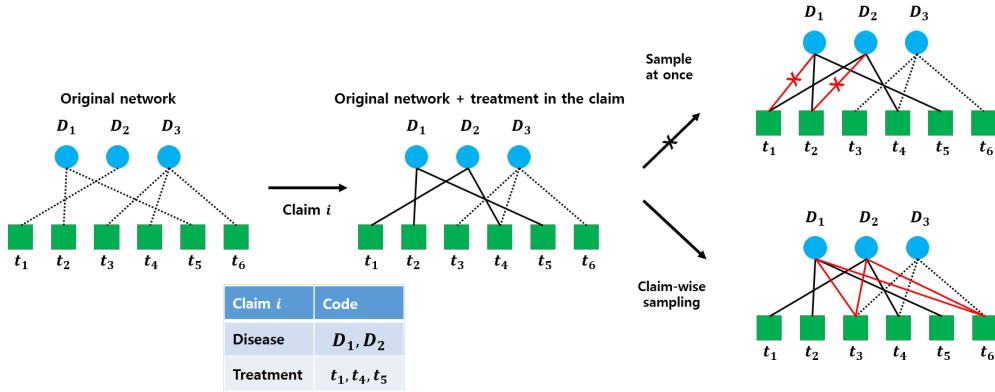 Original network
D₁ D₂ D₃
t₁ t₂ t₃ t₄ t₅ t₆
Claim i
Original network + treatment in the claim
D₁ D₂ D₃
t₁ t₂ t₃ t₄ t₅ t₆
Claim i Code
Disease D₁, D₂
Treatment t₁, t₄, t₅
Sample
at once
D₁ D₂ D₃
t₁ t₂ t₃ t₄ t₅ t₆
Claim-wise
sampling
D₁ D₂ D₃
t₁ t₂ t₃ t₄ t₅ t₆